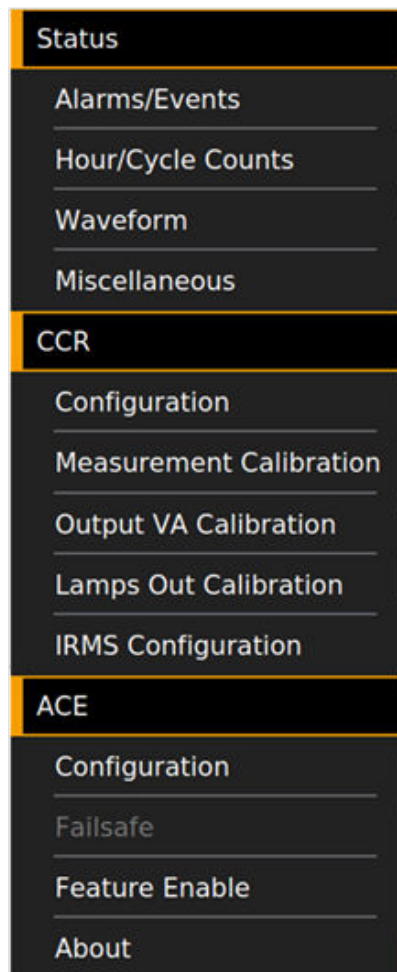 Status
Alarms/Events
Hour/Cycle Counts
Waveform
Miscellaneous
CCR
Configuration
Measurement Calibration
Output VA Calibration
Lamps Out Calibration
IRMS Configuration
ACE
Configuration
Failsafe
Feature Enable
About